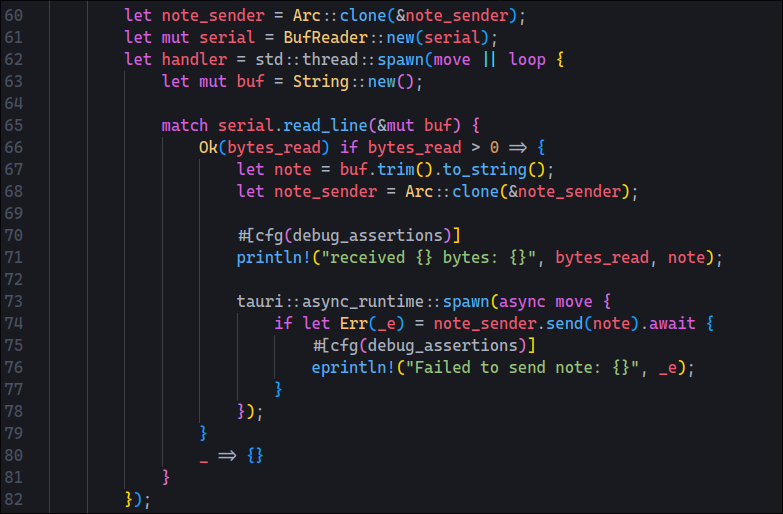 60 let note_sender = Arc::clone(&note_sender);
61 let mut serial = BufReader::new(serial);
62 let handler = std::thread::spawn(move || loop {
63 let mut buf = String::new();
64
65 match serial.read_line(&mut buf) {
66 Ok(bytes_read) if bytes_read > 0 => {
67 let note = buf.trim().to_string();
68 let note_sender = Arc::clone(&note_sender);
69
70 #[cfg(debug_assertions)]
71 println!("received {} bytes: {}", bytes_read, note);
72
73 tauri::async_runtime::spawn(async move {
74 if let Err(_e) = note_sender.send(note).await {
75 #[cfg(debug_assertions)]
76 eprintln!("Failed to send note: {}", _e);
77 }
78 });
79 }
80 _ => {}
81 }
82 });